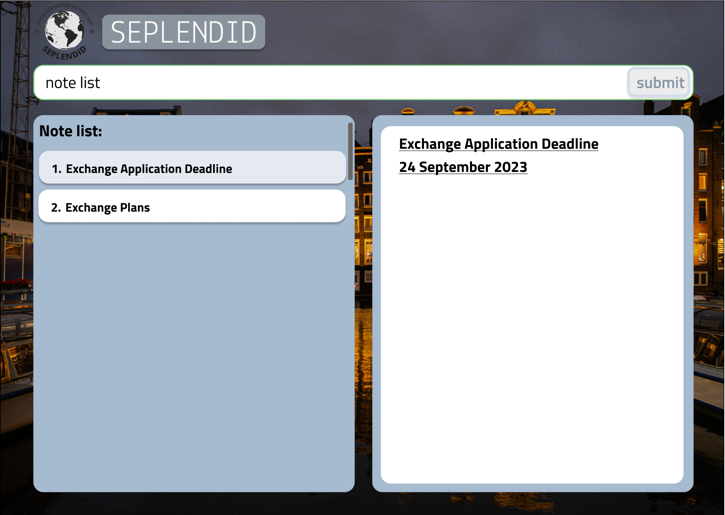 SEPLENDID
SEPLENDID
note list
submit
Note list:
1. Exchange Application Deadline
2. Exchange Plans
Exchange Application Deadline
24 September 2023